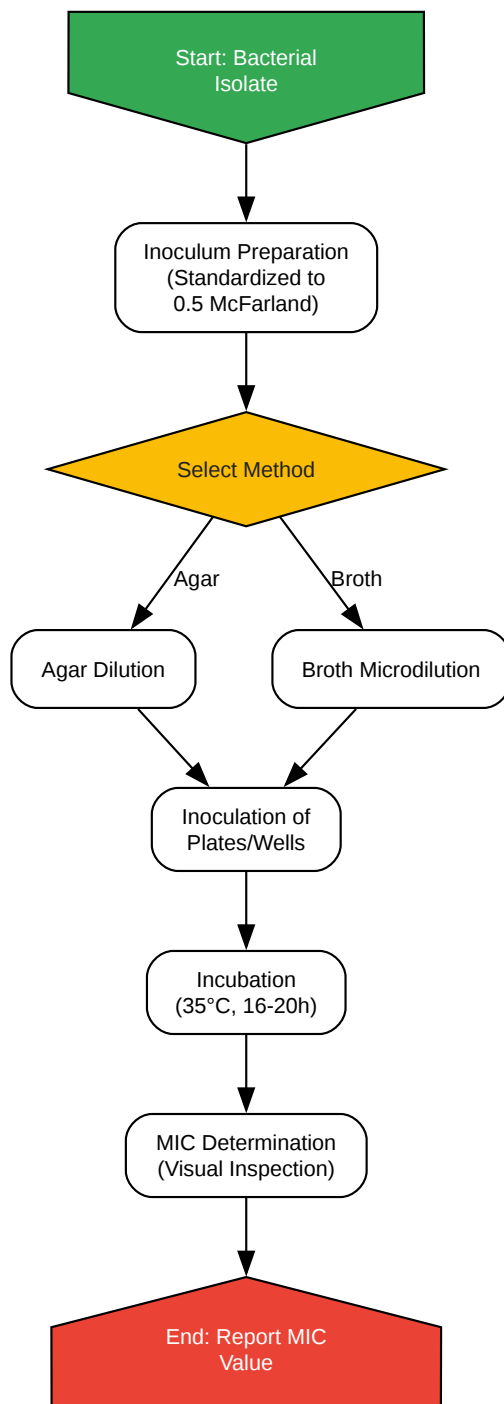 Start: Bacterial
Isolate
Inoculum Preparation
(Standardized to
0.5 McFarland)
Select Method
Agar
Broth
Agar Dilution
Broth Microdilution
Inoculation of
Plates/Wells
Incubation
(35°C, 16-20h)
MIC Determination
(Visual Inspection)
End: Report MIC
Value